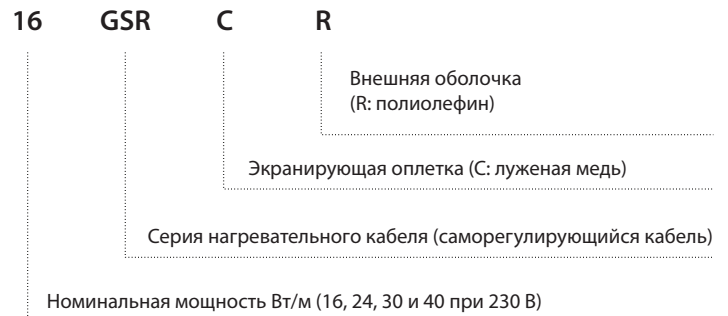 16 GSR C R
Внешняя оболочка
(R: полиолефин)
Экранирующая оплетка (C: луженая медь)
Серия нагревательного кабеля (саморегулирующийся кабель)
Номинальная мощность Вт/м (16, 24, 30 и 40 при 230 В)